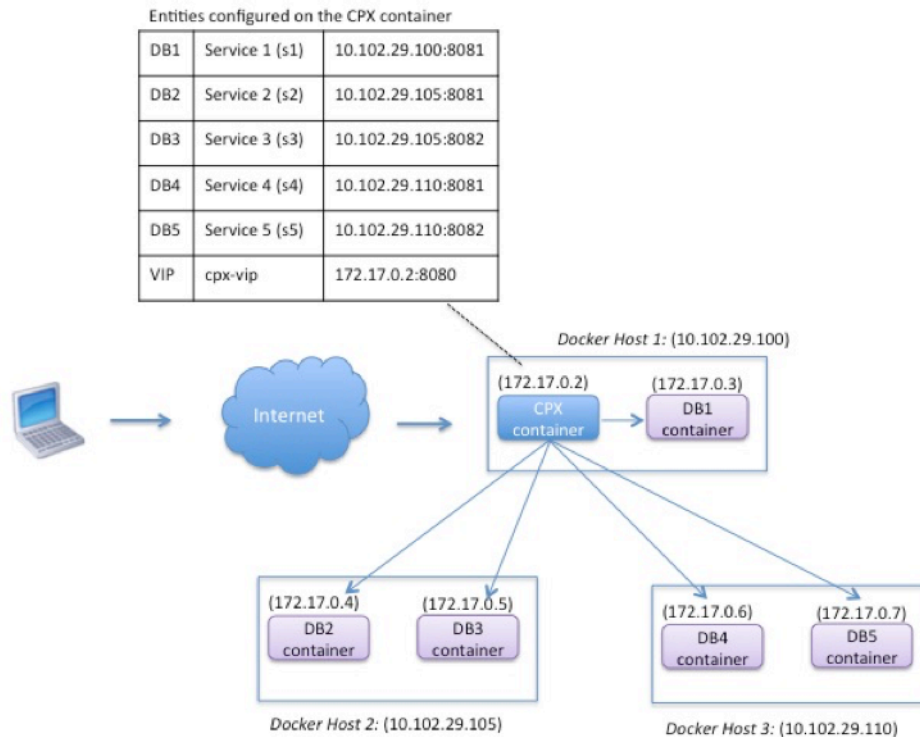 Entities configured on the CPX container
DB1 Service 1 (s1) 10.102.29.100:8081
DB2 Service 2 (s2) 10.102.29.105:8081
DB3 Service 3 (s3) 10.102.29.105:8082
DB4 Service 4 (s4) 10.102.29.110:8081
DB5 Service 5 (s5) 10.102.29.110:8082
VIP cpx-vip 172.17.0.2:8080
Docker Host 1: (10.102.29.100)
(172.17.0.2) (172.17.0.3)
Internet
CPX
container
DB1
container
(172.17.0.4) (172.17.0.5)
DB2
container
DB3
container
Docker Host 2: (10.102.29.105)
(172.17.0.6) (172.17.0.7)
DB4
container
DB5
container
Docker Host 3: (10.102.29.110)